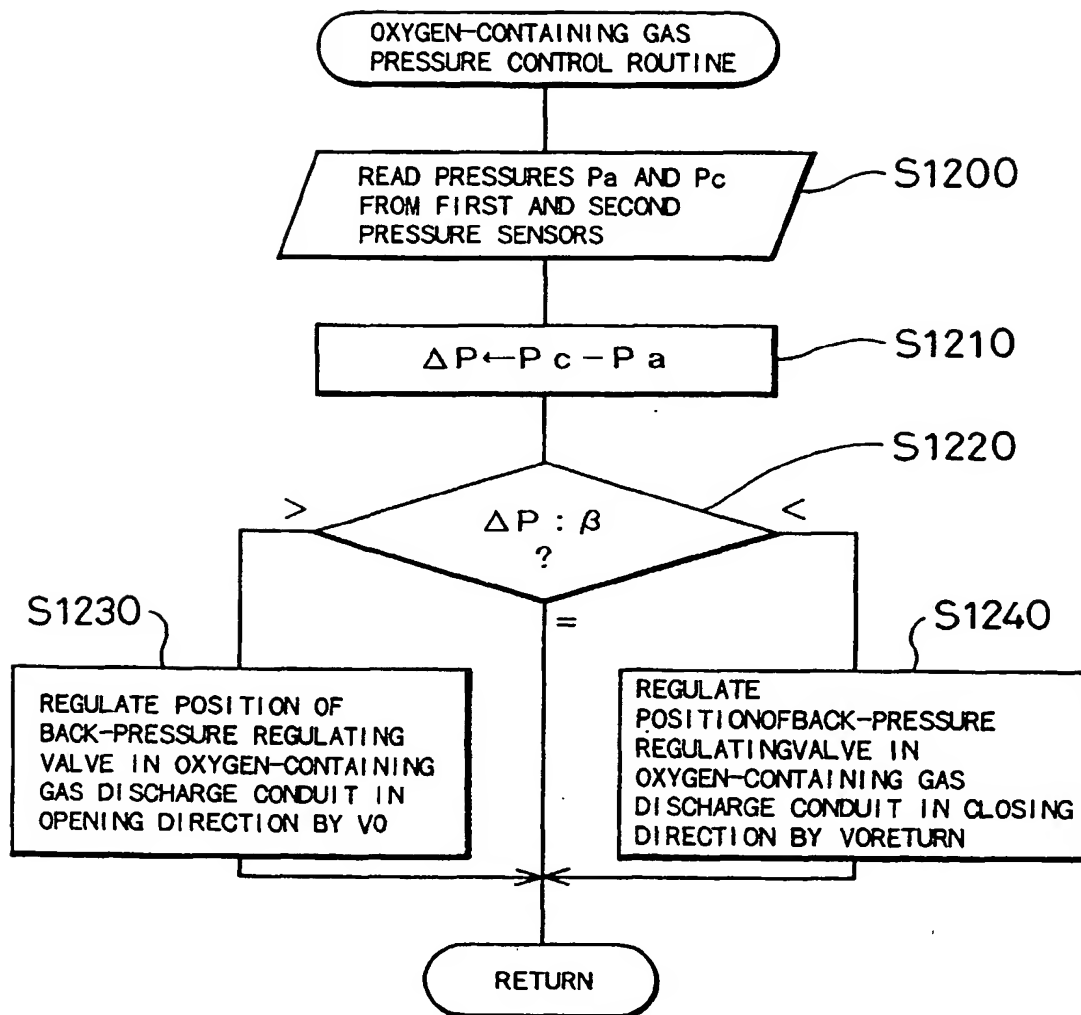 OXYGEN-CONTAINING GAS
PRESSURE CONTROL ROUTINE
READ PRESSURES Pa AND Pc
FROM FIRST AND SECOND
PRESSURE SENSORS
S1200
ΔP←Pc-Pa
S1210
S1220
>
<
ΔP : β
?
=
S1230
S1240
REGULATE POSITION OF
BACK-PRESSURE REGULATING
VALVE IN OXYGEN-CONTAINING
GAS DISCHARGE CONDUIT IN
OPENING DIRECTION BY VO
REGULATE
POSITIONOFBACK-PRESSURE
REGULATINGVALVE IN
OXYGEN-CONTAINING GAS
DISCHARGE CONDUIT IN CLOSING
DIRECTION BY VORETURN
RETURN